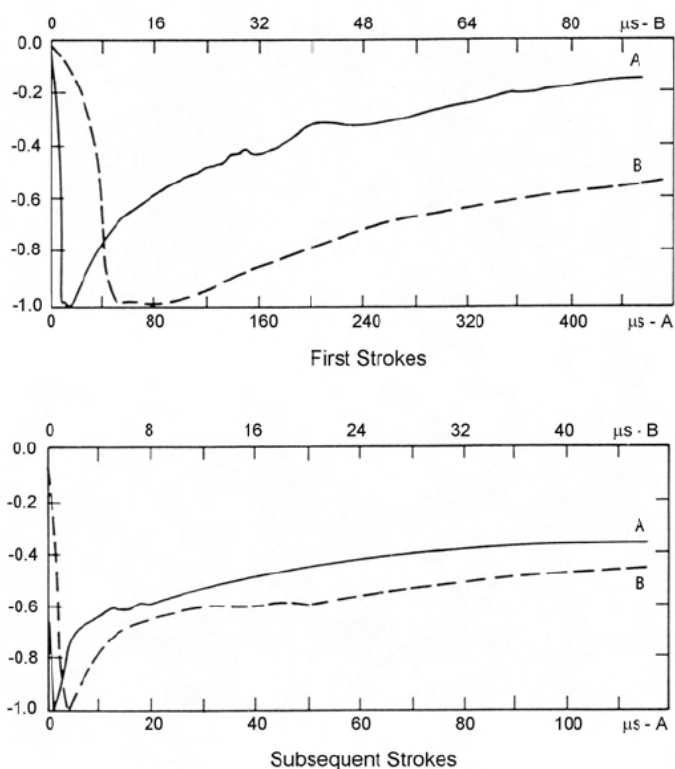 0 16 32 48 64 80 μs - B
0.0
A
-0.2
-0.4
B
-0.6
-0.8
-1.0
0 80 160 240 320 400 μs - A
First Strokes
0 8 16 24 32 40 μs - B
0.0
-0.2
A
-0.4
B
-0.6
-0.8
-1.0
0 20 40 60 80 100 μs - A
Subsequent Strokes